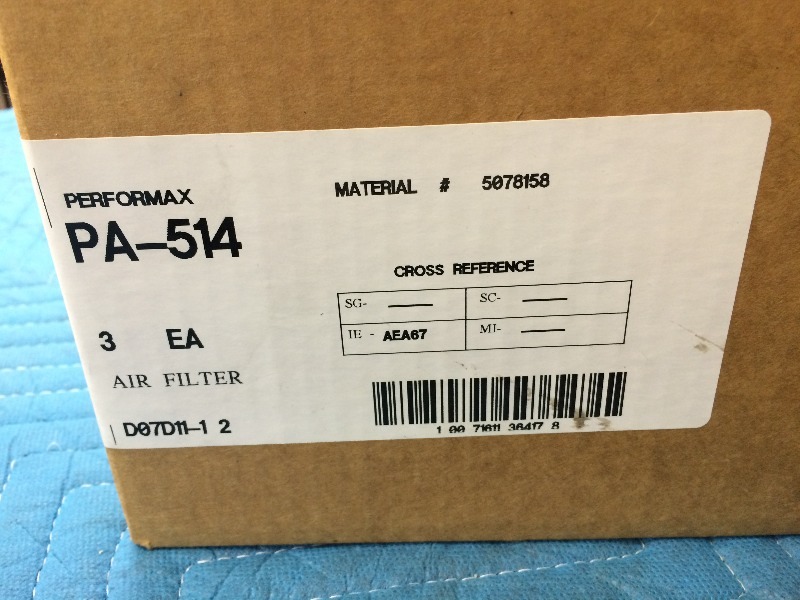 PERFORMAX
PA-514
MATERIAL # 5078158
CROSS REFERENCE
SG- —— SC- ——
IE - AEA67 MI- ——
3 EA
AIR FILTER
D07D11-1 2
1 00 71611 36417 8